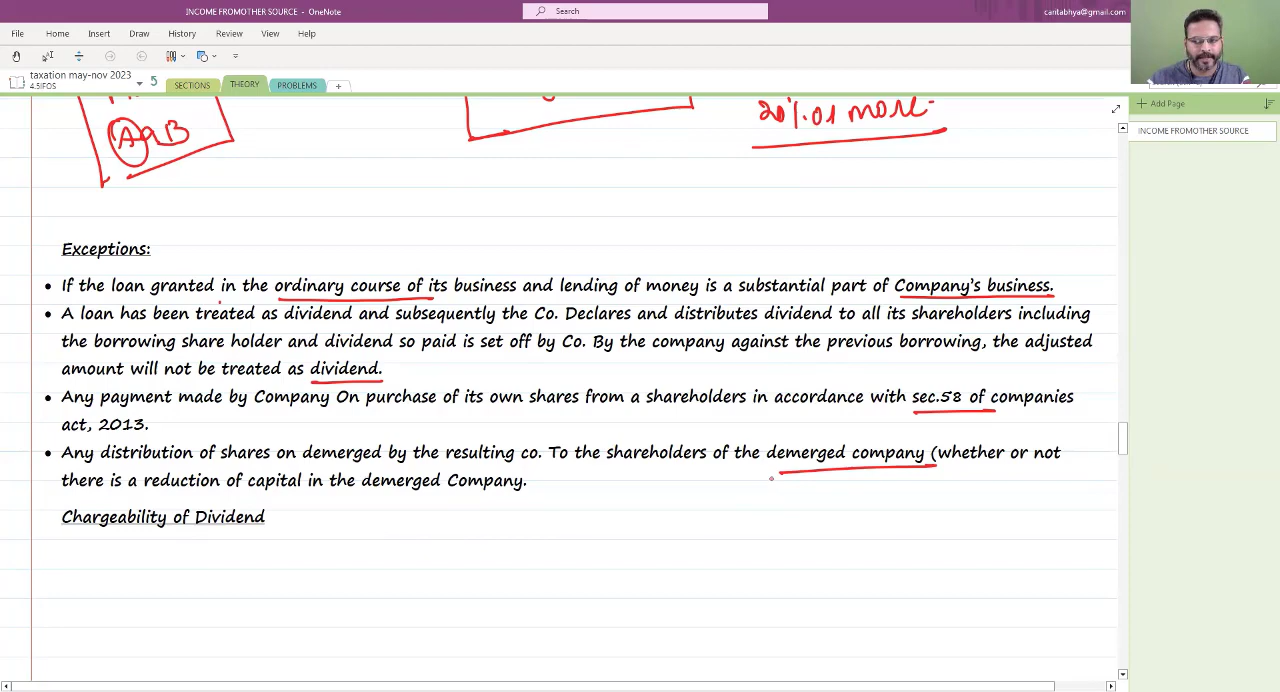 INCOME FROMOTHER SOURCE - OneNote
Search
cantabhya@gmail.com
File Home Insert Draw History Review View Help
taxation may-nov 2023
4.5IFOS
SECTIONS THEORY PROBLEMS +
Add Page
INCOME FROMOTHER SOURCE
20%.or more
A B
Exceptions:
• If the loan granted in the ordinary course of its business and lending of money is a substantial part of Company's business.
• A loan has been treated as dividend and subsequently the Co. Declares and distributes dividend to all its shareholders including
the borrowing share holder and dividend so paid is set off by Co. By the company against the previous borrowing, the adjusted
amount will not be treated as dividend.
• Any payment made by Company On purchase of its own shares from a shareholders in accordance with sec.58 of companies
act, 2013.
• Any distribution of shares on demerged by the resulting co. To the shareholders of the demerged company (whether or not
there is a reduction of capital in the demerged Company.
Chargeability of Dividend